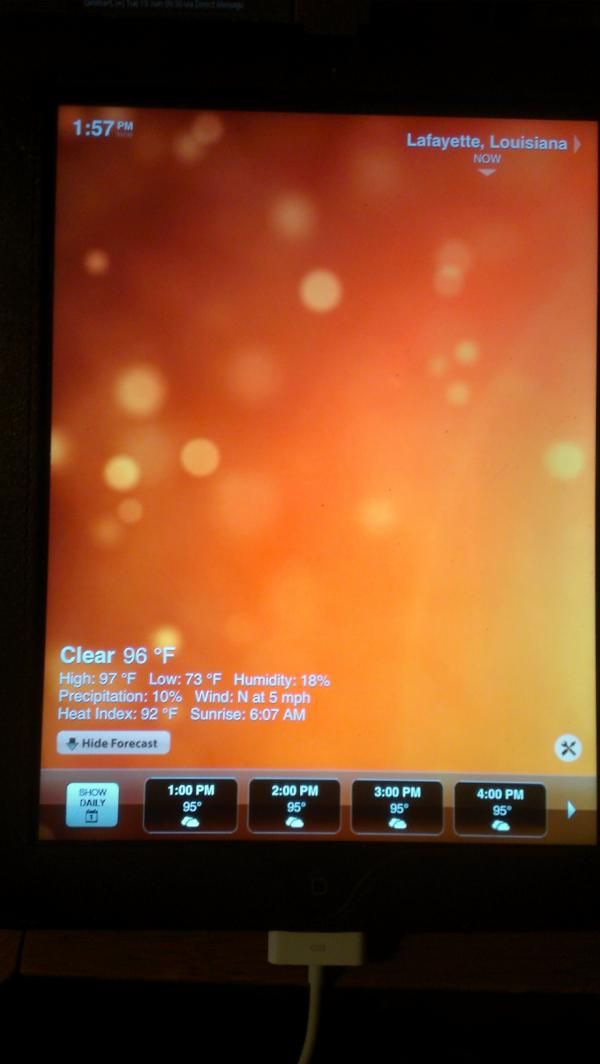 1:57 PM
Lafayette, Louisiana
NOW
Clear 96 °F
High: 97 °F Low: 73 °F Humidity: 18%
Precipitation: 10% Wind: N at 5 mph
Heat Index: 92 °F Sunrise: 6:07 AM
Hide Forecast
SHOW
DAILY
1
1:00 PM
95°
2:00 PM
95°
3:00 PM
95°
4:00 PM
95°